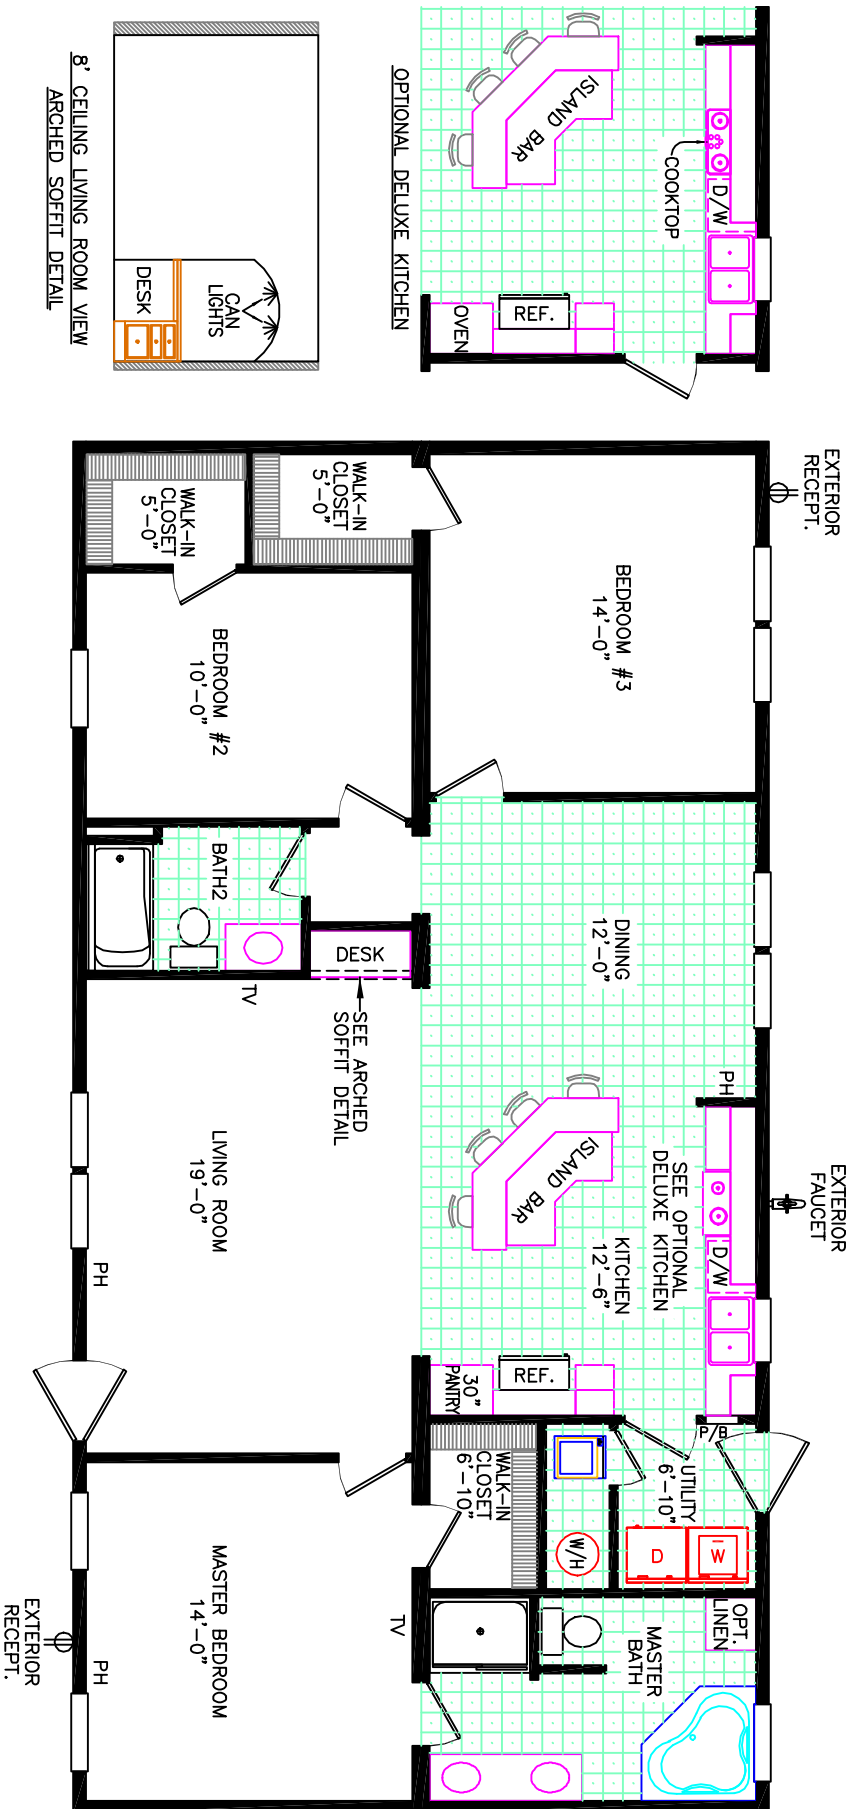 EXTERIOR
RECEPT.
EXTERIOR
FAUCET
BEDROOM #3
14'-0"
DINING
12'-0"
PH
SEE OPTIONAL
DELUXE KITCHEN
KITCHEN
12'-6"
ISLAND BAR
D/W
REF.
30"
PANTRY
P/B
UTILITY
6'-10"
W
D
W/H
OPT.
LINEN
MASTER
BATH
WALK-IN
CLOSET
5'-0"
WALK-IN
CLOSET
5'-0"
BEDROOM #2
10'-0"
BATH2
DESK
SEE ARCHED
SOFFIT DETAIL
TV
LIVING ROOM
19'-0"
PH
WALK-IN
CLOSET
6'-10"
TV
MASTER BEDROOM
14'-0"
PH
EXTERIOR
RECEPT.
COOKTOP
D/W
ISLAND BAR
REF.
OVEN
OPTIONAL DELUXE KITCHEN
CAN
LIGHTS
DESK
8' CEILING LIVING ROOM VIEW
ARCHED SOFFIT DETAIL